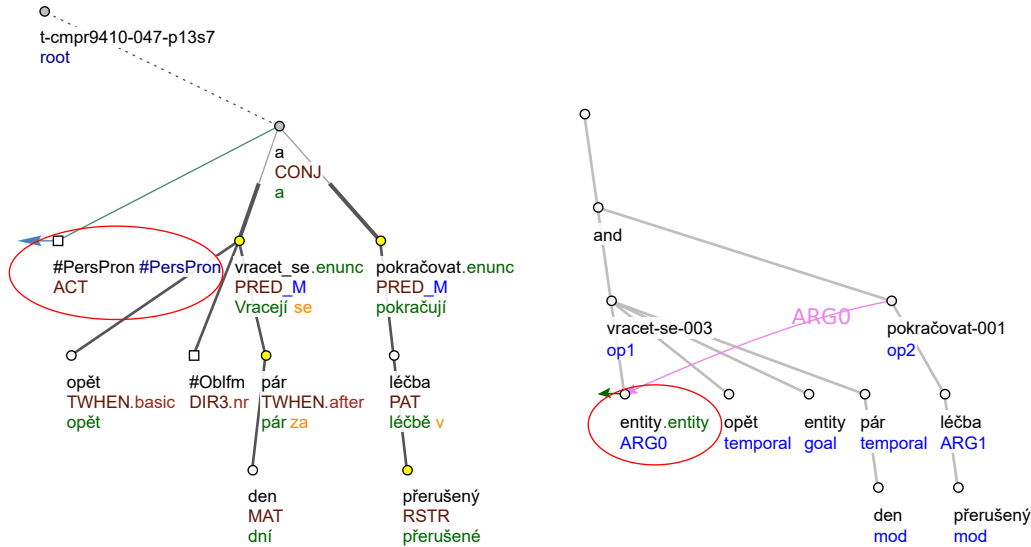 t-cmpr9410-047-p13s7
root
a
CONJ
a
#PersPron #PersPron
ACT
vracet_se.enunc
PRED_M
Vracejí se
pokračovat.enunc
PRED_M
pokračují
opět
TWHEN.basic
opět
#Oblfm
DIR3.nr
pár
TWHEN.after
pár za
léčba
PAT
léčbě v
den
MAT
dní
přerušený
RSTR
přerušené
and
ARG0
vracet-se-003
op1
pokračovat-001
op2
entity.entity
ARG0
opět
temporal
entity
goal
pár
temporal
léčba
ARG1
den
mod
přerušený
mod